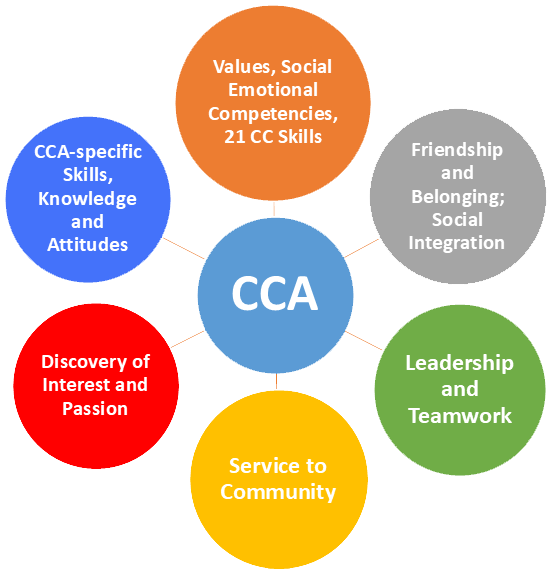 Values, Social
Emotional
Competencies,
21 CC Skills
Friendship
and
Belonging;
Social
Integration
Leadership
and
Teamwork
Service to
Community
Discovery of
Interest and
Passion
CCA-specific
Skills,
Knowledge
and
Attitudes
CCA